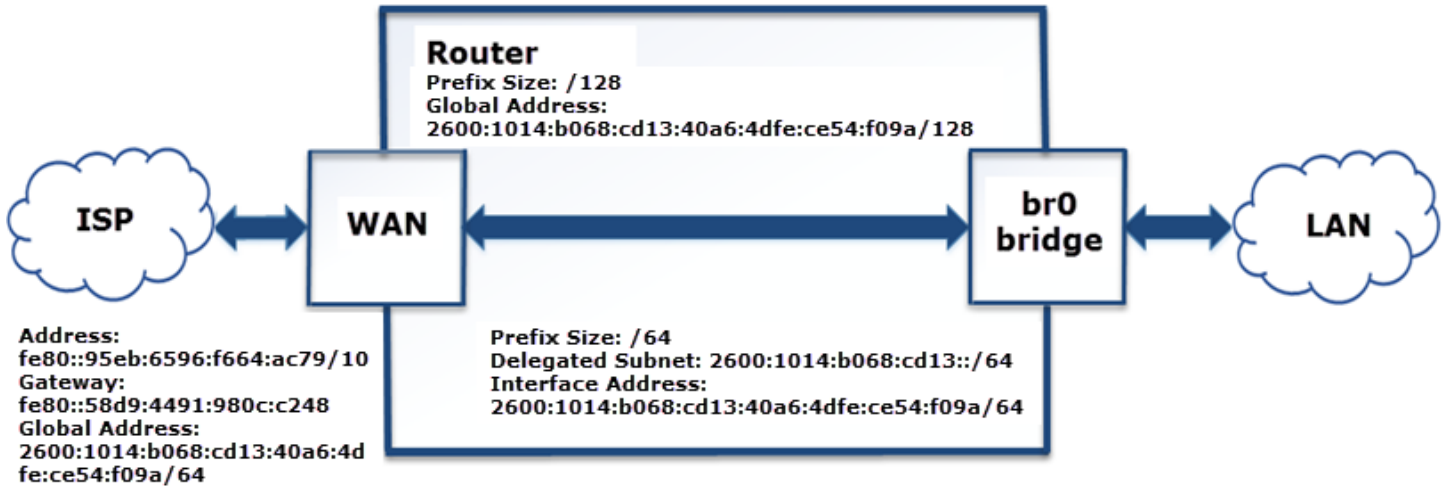 Router
Prefix Size: /128
Global Address:
2600:1014:b068:cd13:40a6:4dfe:ce54:f09a/128
ISP
WAN
br0
bridge
LAN
Address:
fe80::95eb:6596:f664:ac79/10
Gateway:
fe80::58d9:4491:980c:c248
Global Address:
2600:1014:b068:cd13:40a6:4d
fe:ce54:f09a/64
Prefix Size: /64
Delegated Subnet: 2600:1014:b068:cd13::/64
Interface Address:
2600:1014:b068:cd13:40a6:4dfe:ce54:f09a/64